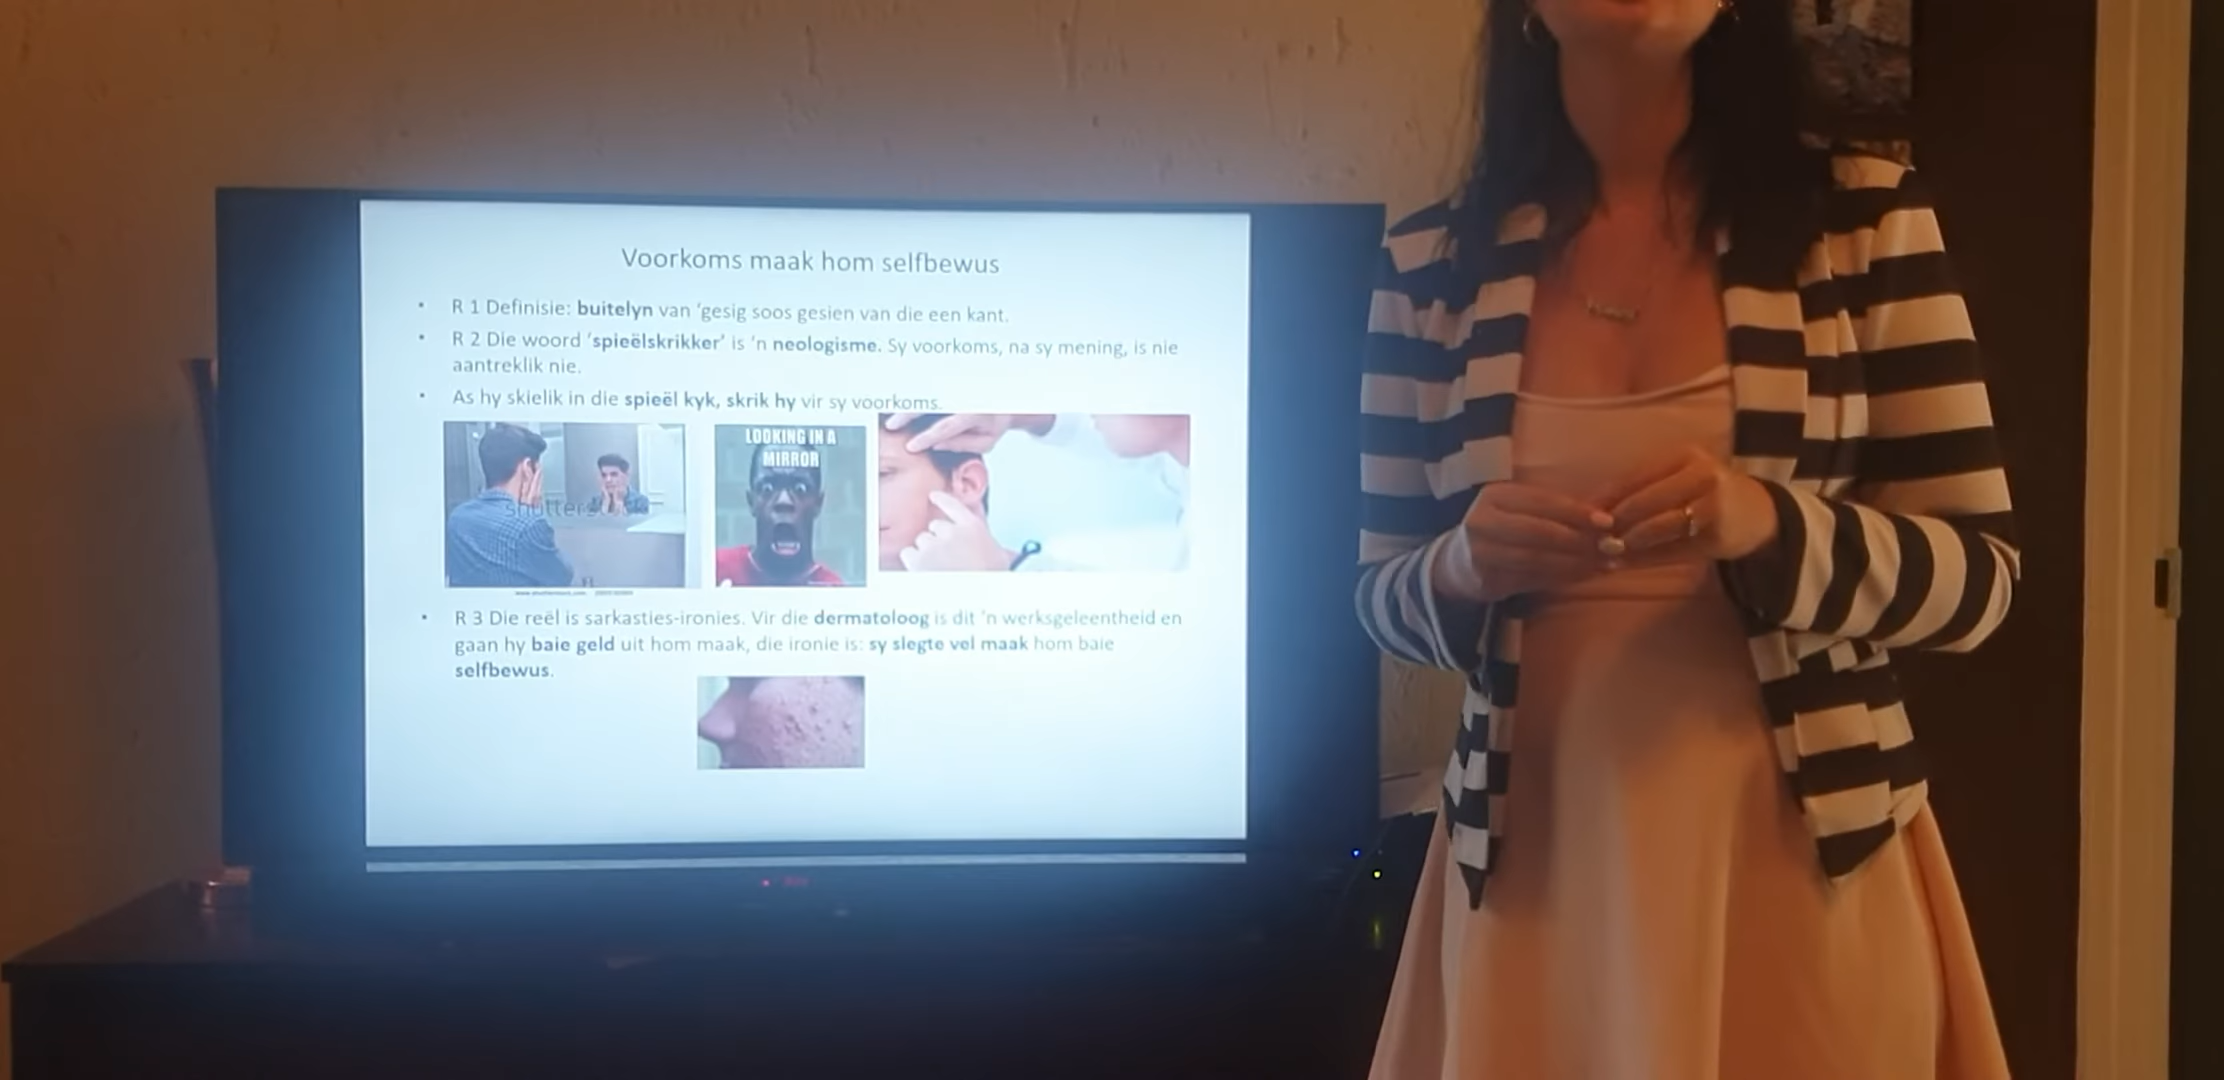 Voorkoms maak hom selfbewus
• R 1 Definisie: buitelyn van ‘gesig soos gesien van die een kant.
• R 2 Die woord ‘spieëlskrikker’ is ’n neologisme. Sy voorkoms, na sy mening, is nie
aantreklik nie.
• As hy skielik in die spieël kyk, skrik hy vir sy voorkoms.
LOOKING IN A
MIRROR
• R 3 Die reël is sarkasties-ironies. Vir die dermatoloog is dit ’n werksgeleentheid en
gaan hy baie geld uit hom maak, die ironie is: sy slegte vel maak hom baie
selfbewus.